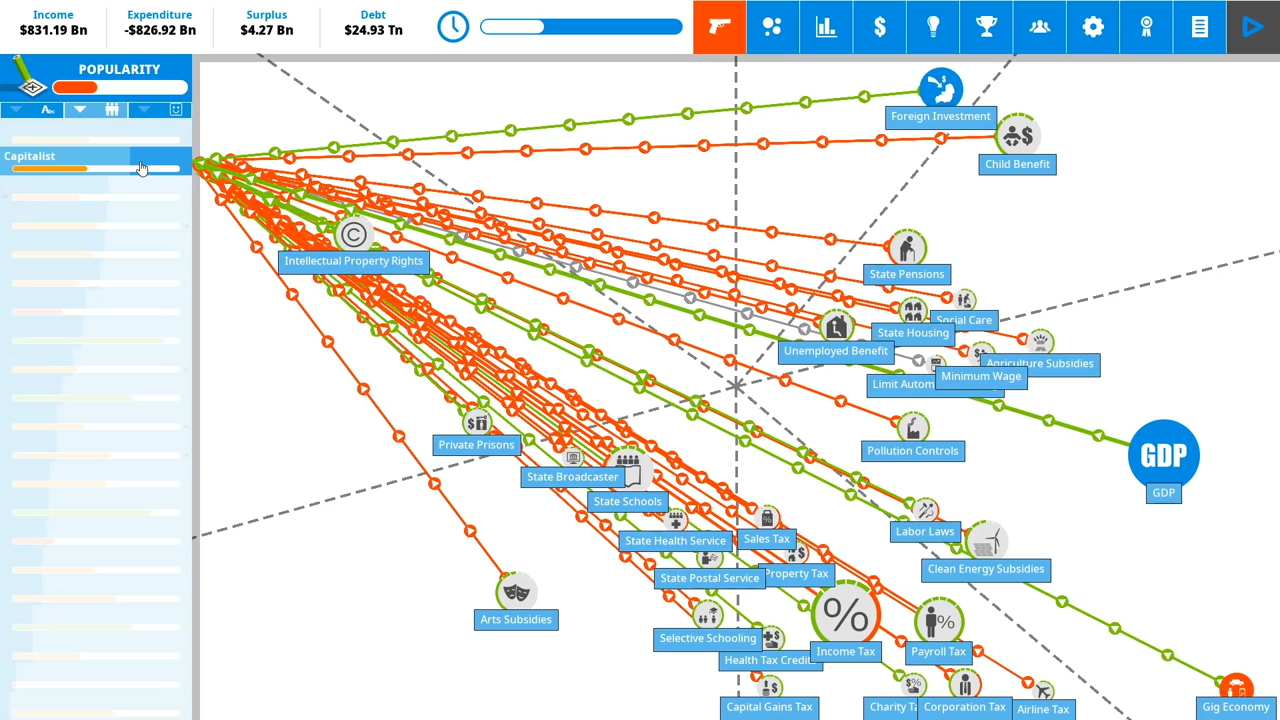 Income
$831.19 Bn
Expenditure
-$826.92 Bn
Surplus
$4.27 Bn
Debt
$24.93 Tn
POPULARITY
Capitalist
Foreign Investment
Child Benefit
Intellectual Property Rights
State Pensions
Social Care
State Housing
Unemployed Benefit
Agriculture Subsidies
Minimum Wage
Limit Autom
Private Prisons
Pollution Controls
GDP
GDP
State Broadcaster
State Schools
Labor Laws
State Health Service
Sales Tax
Clean Energy Subsidies
State Postal Service
Property Tax
Arts Subsidies
Selective Schooling
%
Income Tax
Payroll Tax
Health Tax Credit
Capital Gains Tax
Charity Ta
Corporation Tax
Airline Tax
Gig Economy